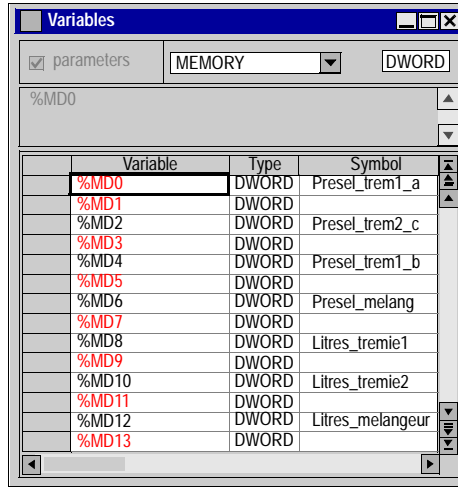 Variables
parameters MEMORY DWORD
%MD0
Variable Type Symbol
%MD0 DWORD Presel_trem1_a
%MD1 DWORD
%MD2 DWORD Presel_trem2_c
%MD3 DWORD
%MD4 DWORD Presel_trem1_b
%MD5 DWORD
%MD6 DWORD Presel_melang
%MD7 DWORD
%MD8 DWORD Litres_tremie1
%MD9 DWORD
%MD10 DWORD Litres_tremie2
%MD11 DWORD
%MD12 DWORD Litres_melangeur
%MD13 DWORD